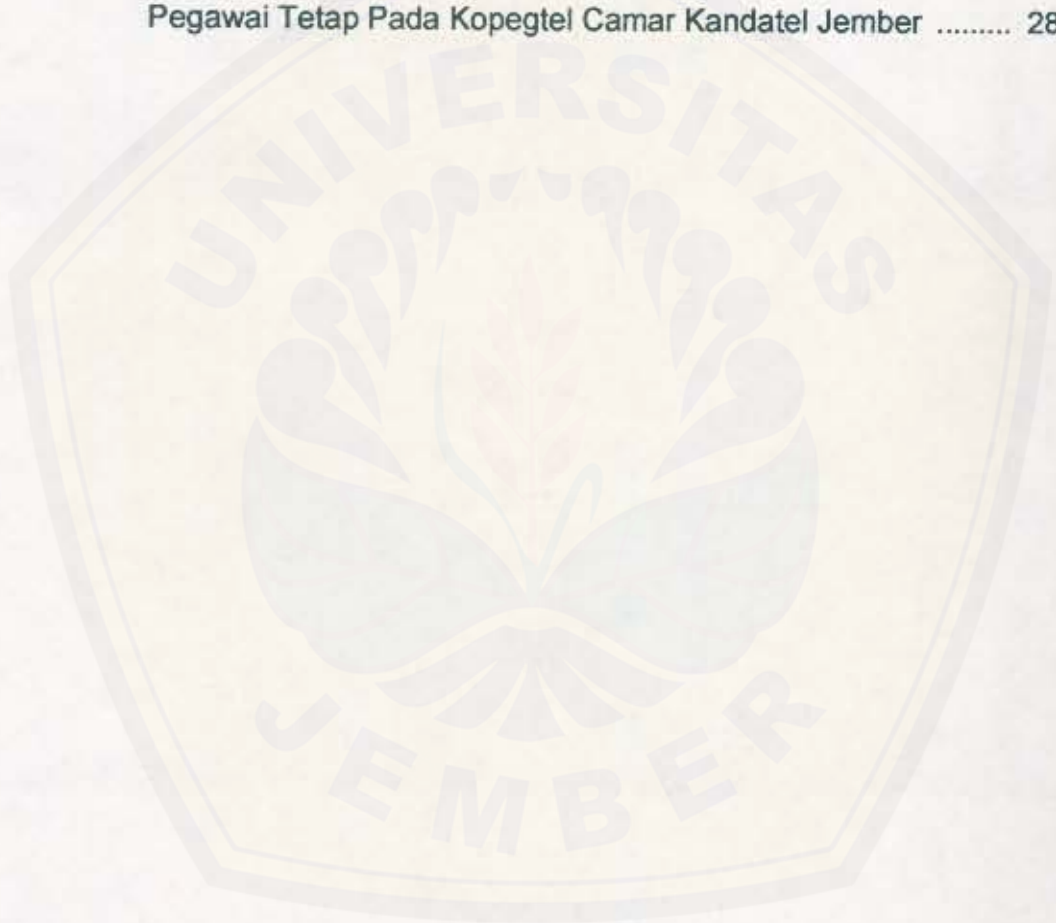 Pegawai Tetap Pada Kopegtel Camar Kandatel Jember ......... 28
UNIVERSITAS
JEMBER